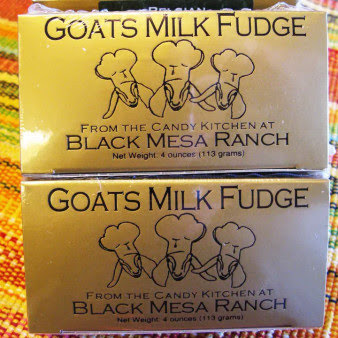 BELGIAN
GOATS MILK FUDGE
FROM THE CANDY KITCHEN AT
BLACK MESA RANCH
Net Weight: 4 ounces (113 grams)
GOATS MILK FUDGE
FROM THE CANDY KITCHEN AT
BLACK MESA RANCH
Net Weight: 4 ounces (113 grams)